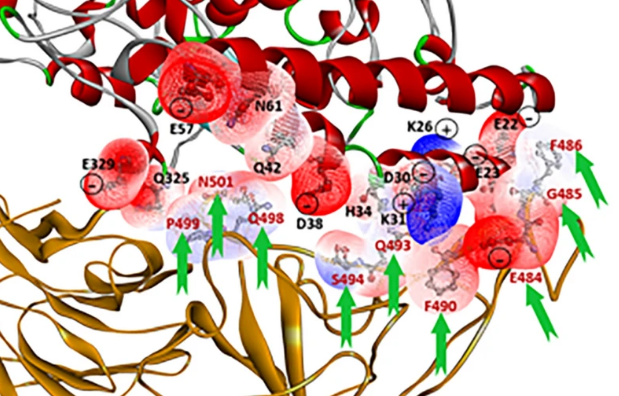 N61
E57
K26
+
E22
−
F486
E329
−
Q325
Q42
N501
D30
−
E23
−
G485
P499
Q498
D38
−
H34
K31
+
Q493
S494
E484
−
F490